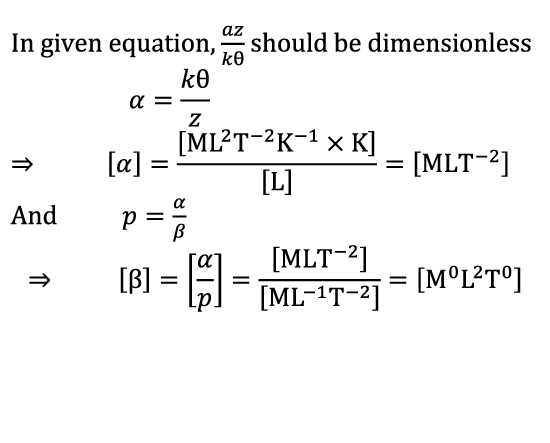 In given equation, az/kθ should be dimensionless
α = kθ/z
⇒ [α] = [ML²T⁻²K⁻¹ × K]/[L] = [MLT⁻²]
And p = α/β
⇒ [β] = [α/p] = [MLT⁻²]/[ML⁻¹T⁻²] = [M⁰L²T⁰]